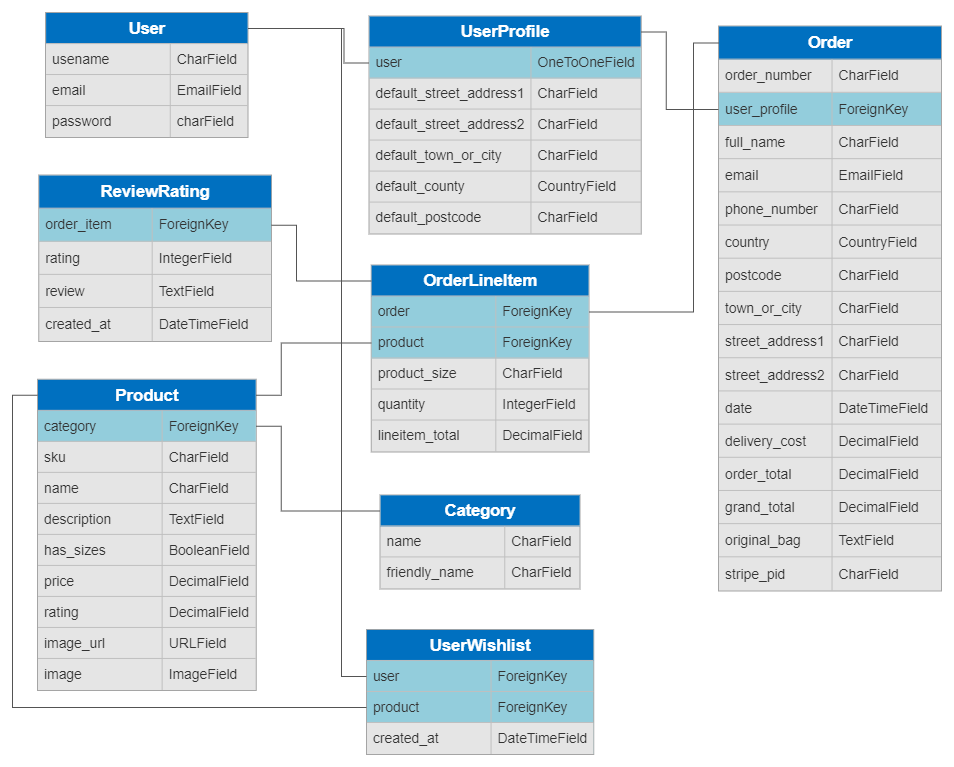 User
usename CharField
email EmailField
password charField
UserProfile
user OneToOneField
default_street_address1 CharField
default_street_address2 CharField
default_town_or_city CharField
default_county CountryField
default_postcode CharField
Order
order_number CharField
user_profile ForeignKey
full_name CharField
email EmailField
phone_number CharField
country CountryField
postcode CharField
town_or_city CharField
street_address1 CharField
street_address2 CharField
date DateTimeField
delivery_cost DecimalField
order_total DecimalField
grand_total DecimalField
original_bag TextField
stripe_pid CharField
ReviewRating
order_item ForeignKey
rating IntegerField
review TextField
created_at DateTimeField
OrderLineItem
order ForeignKey
product ForeignKey
product_size CharField
quantity IntegerField
lineitem_total DecimalField
Product
category ForeignKey
sku CharField
name CharField
description TextField
has_sizes BooleanField
price DecimalField
rating DecimalField
image_url URLField
image ImageField
Category
name CharField
friendly_name CharField
UserWishlist
user ForeignKey
product ForeignKey
created_at DateTimeField